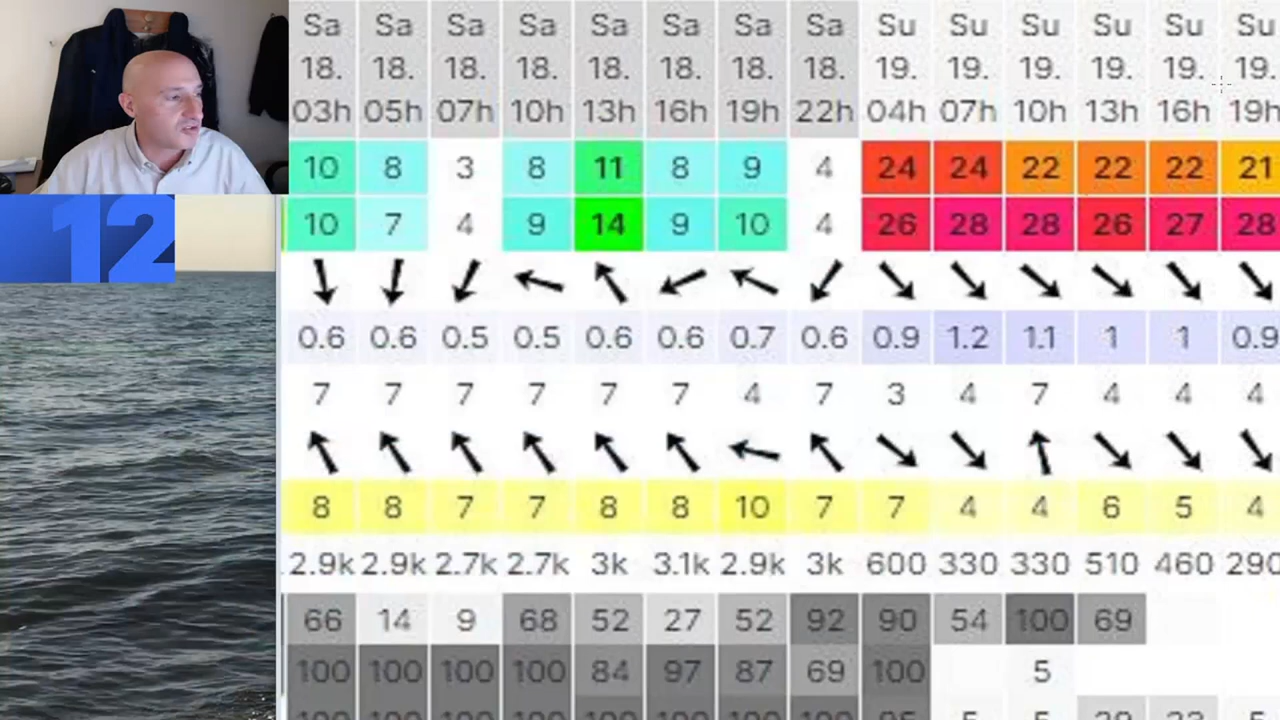 Sa Sa Sa Sa Sa Sa Sa Sa Su Su Su Su Su Su
18. 18. 18. 18. 18. 18. 18. 18. 19. 19. 19. 19. 19. 19.
03h 05h 07h 10h 13h 16h 19h 22h 04h 07h 10h 13h 16h 19h
10 8 3 8 11 8 9 4 24 24 22 22 22 21
12
10 7 4 9 14 9 10 4 26 28 28 26 27 28
0.6 0.6 0.5 0.5 0.6 0.6 0.7 0.6 0.9 1.2 1.1 1 1 0.9
7 7 7 7 7 7 4 7 3 4 7 4 4 4
8 8 7 7 8 8 10 7 7 4 4 6 5 4
2.9k 2.9k 2.7k 2.7k 3k 3.1k 2.9k 3k 600 330 330 510 460 290
66 14 9 68 52 27 52 92 90 54 100 69
100 100 100 100 84 97 87 69 100 5